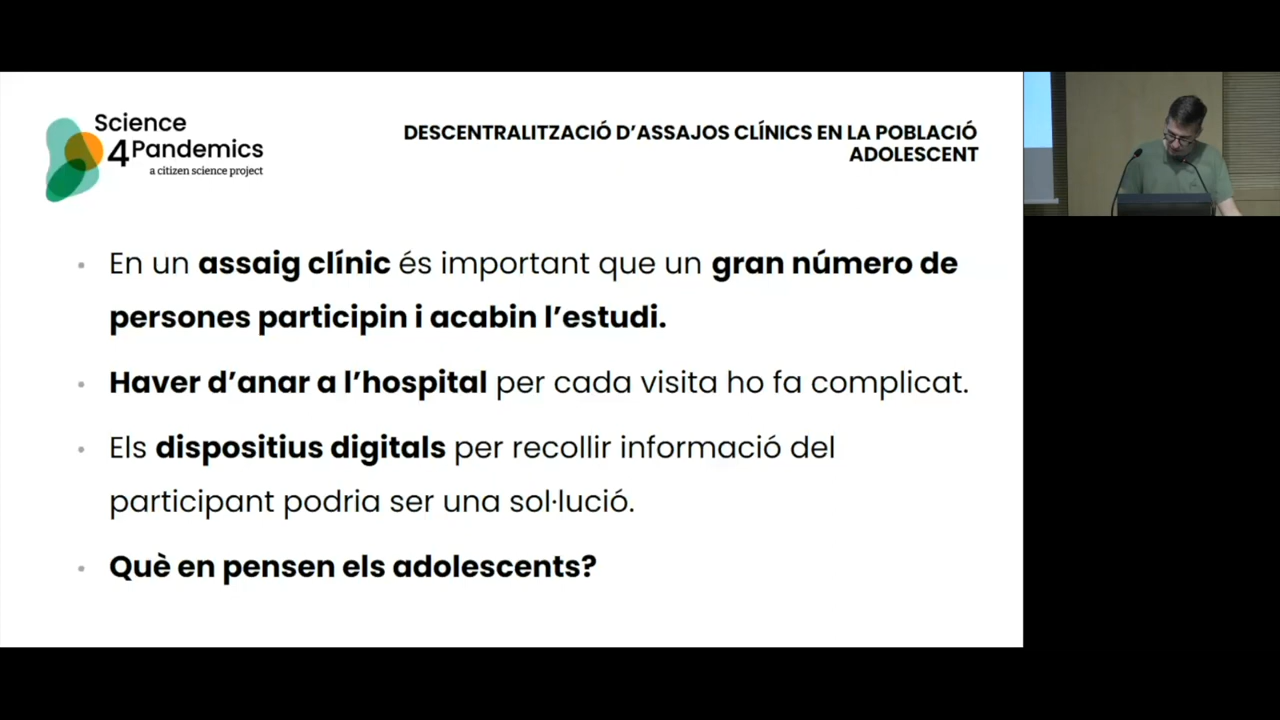 Science
4Pandemics
a citizen science project
DESCENTRALITZACIÓ D'ASSAJOS CLÍNICS EN LA POBLACIÓ
ADOLESCENT
• En un assaig clínic és important que un gran número de
persones participin i acabin l'estudi.
• Haver d'anar a l'hospital per cada visita ho fa complicat.
• Els dispositius digitals per recollir informació del
participant podria ser una sol·lució.
• Què en pensen els adolescents?